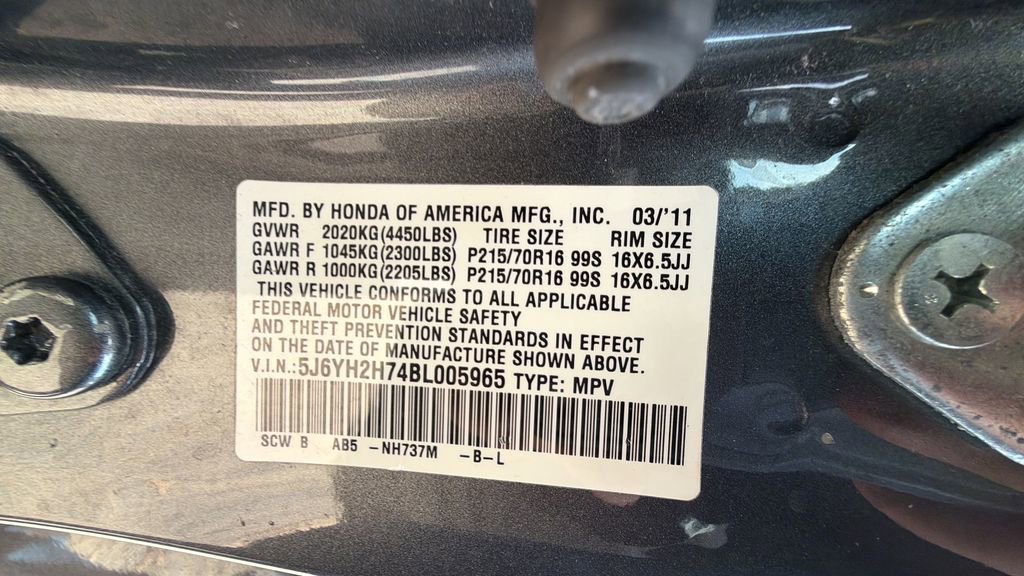 MFD. BY HONDA OF AMERICA MFG., INC. 03/'11
GVWR 2020KG(4450LBS) TIRE SIZE RIM SIZE
GAWR F 1045KG(2300LBS) P215/70R16 99S 16X6.5JJ
GAWR R 1000KG(2205LBS) P215/70R16 99S 16X6.5JJ
THIS VEHICLE CONFORMS TO ALL APPLICABLE
FEDERAL MOTOR VEHICLE SAFETY
AND THEFT PREVENTION STANDARDS IN EFFECT
ON THE DATE OF MANUFACTURE SHOWN ABOVE.
V.I.N.:5J6YH2H74BL005965 TYPE: MPV
SCW B AB5 -NH737M -B-L